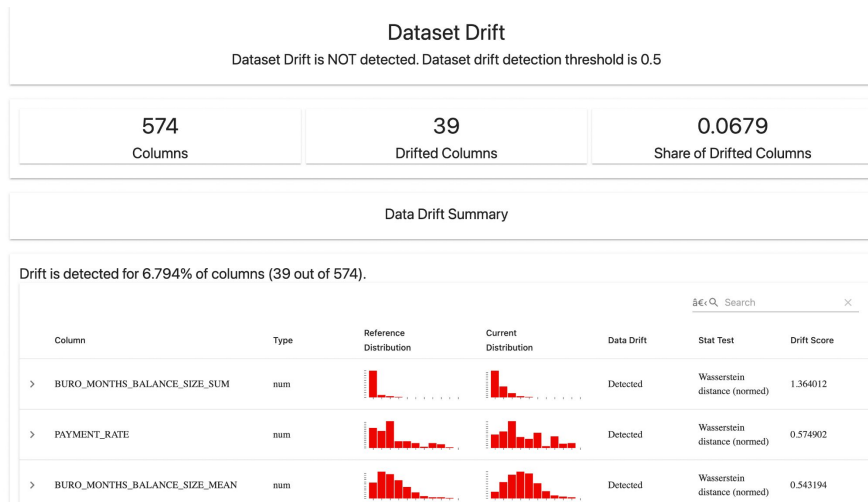 Dataset Drift
Dataset Drift is NOT detected. Dataset drift detection threshold is 0.5
574
Columns
39
Drifted Columns
0.0679
Share of Drifted Columns
Data Drift Summary
Drift is detected for 6.794% of columns (39 out of 574).
â€‹ Search
Column Type Reference Distribution Current Distribution Data Drift Stat Test Drift Score
BURO_MONTHS_BALANCE_SIZE_SUM num Detected Wasserstein distance (normed) 1.364012
PAYMENT_RATE num Detected Wasserstein distance (normed) 0.574902
BURO_MONTHS_BALANCE_SIZE_MEAN num Detected Wasserstein distance (normed) 0.543194